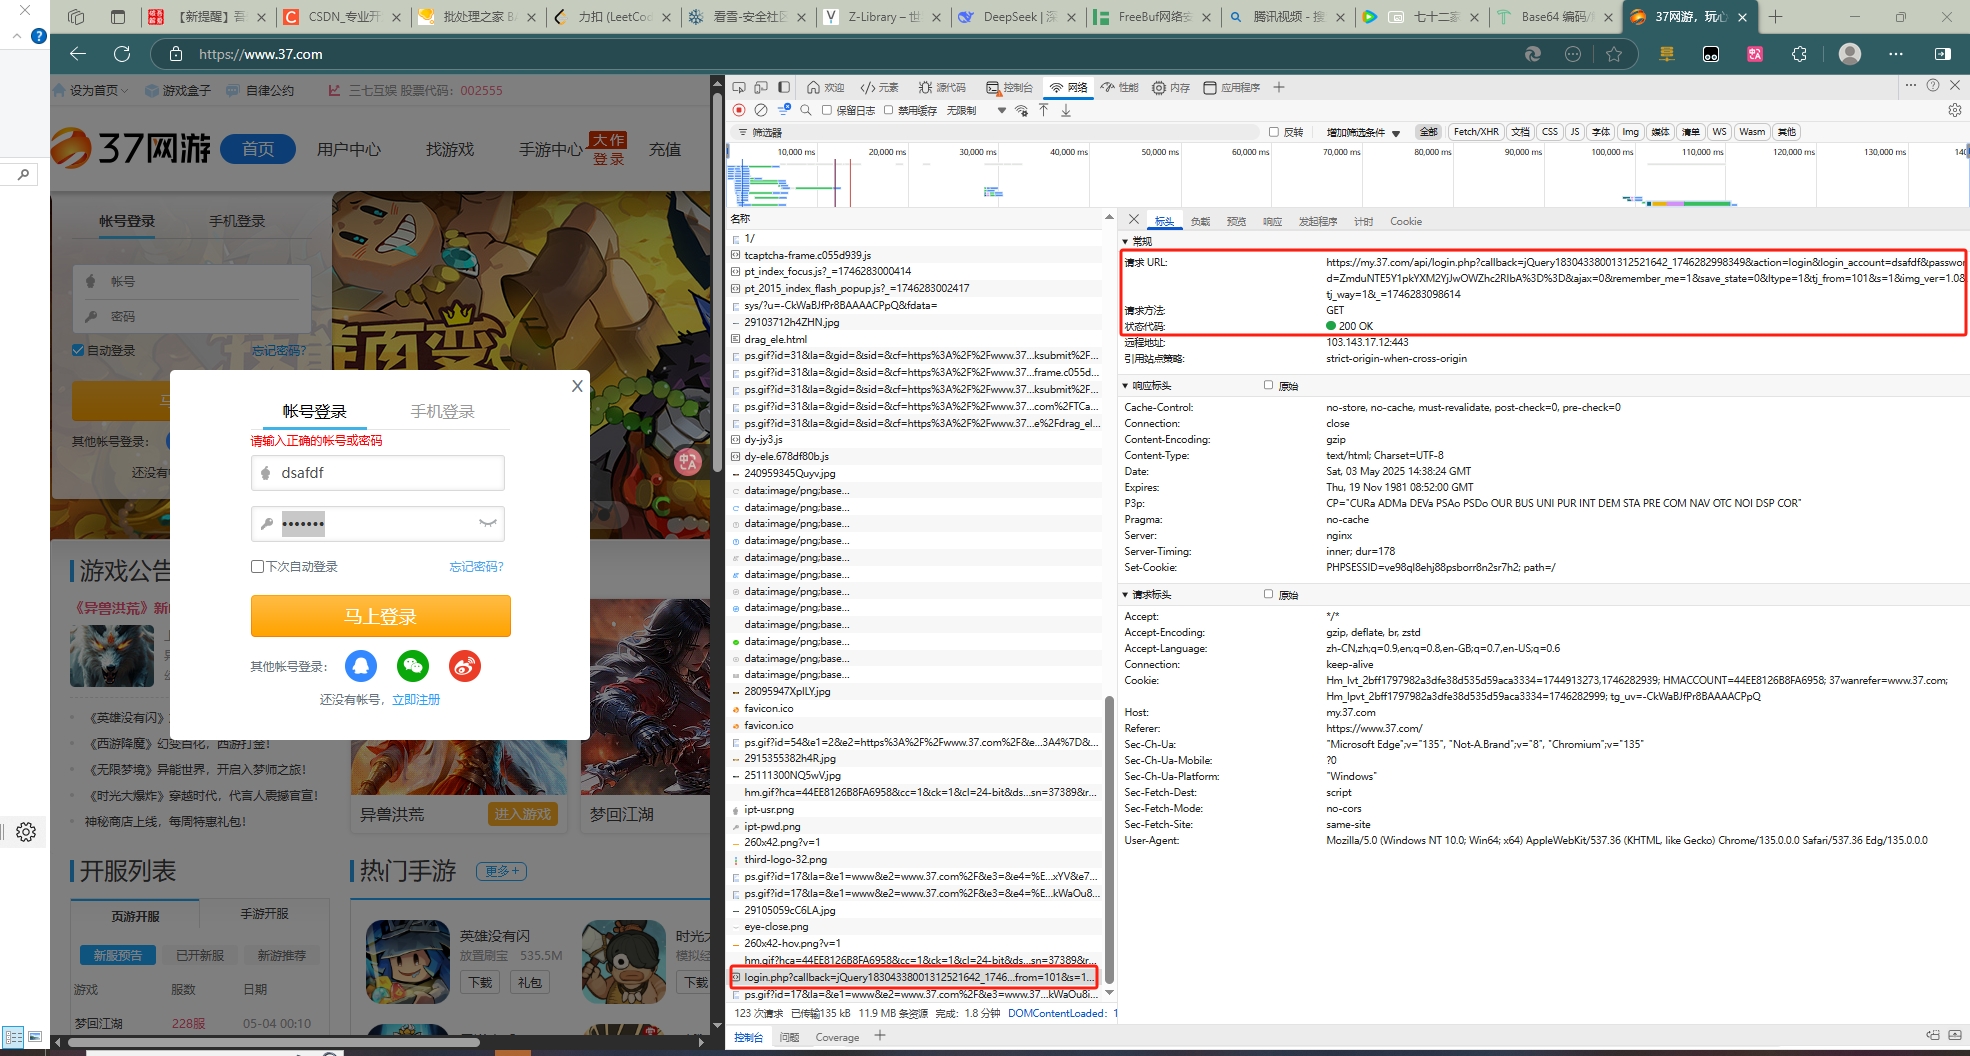 【新提醒】吾
CSDN_专业开
批处理之家 BA
力扣 (LeetCo
看雪-安全社区
Z-Library – 世
DeepSeek | 深
FreeBuf网络安
腾讯视频 - 搜
七十二家
Base64 编码/
37网游，玩心
https://www.37.com
设为首页
游戏盒子
自律公约
三七互娱 股票代码：002555
37网游
首页
用户中心
找游戏
手游中心
大作
登录
充值
帐号登录
手机登录
帐号
密码
自动登录
忘记密码?
马
其他帐号登录：
还没有
X
帐号登录
手机登录
请输入正确的帐号或密码
dsafdf
•••••••
下次自动登录
忘记密码?
马上登录
其他帐号登录：
还没有帐号，立即注册
游戏公告
《异兽洪荒》新
《英雄没有闪》
《西游降魔》幻变百化，西游打金！
《无限梦境》异能世界，开启入梦师之旅！
《时光大爆炸》穿越时代，代言人震撼官宣！
神秘商店上线，每周特惠礼包！
异兽洪荒
进入游戏
梦回江湖
开服列表
热门手游
更多+
页游开服
手游开服
新服预告
已开新服
新游推荐
游戏 服数 日期
梦回江湖 228服 05-04 00:10
英雄没有闪
放置刷宝 535.5M
下载
礼包
时光大
模拟经
下载
欢迎
元素
源代码
控制台
网络
性能
内存
应用程序
保留日志
禁用缓存
无限制
筛选器
反转
增加筛选条件
全部
Fetch/XHR
文档
CSS
JS
字体
Img
媒体
清单
WS
Wasm
其他
10,000 ms
20,000 ms
30,000 ms
40,000 ms
50,000 ms
60,000 ms
70,000 ms
80,000 ms
90,000 ms
100,000 ms
110,000 ms
120,000 ms
130,000 ms
140
名称
1/
tcaptcha-frame.c055d939.js
pt_index_focus.js?_=1746283000414
pt_2015_index_flash_popup.js?_=1746283002417
sys/?u=-CkWaBJfPr8BAAAACPpQ&fdata=
29103712h4ZHN.jpg
drag_ele.html
ps.gif?id=31&la=&gid=&sid=&cf=https%3A%2F%2Fwww.37...ksubmit%2F...
ps.gif?id=31&la=&gid=&sid=&cf=https%3A%2F%2Fwww.37...frame.c055d...
ps.gif?id=31&la=&gid=&sid=&cf=https%3A%2F%2Fwww.37...ksubmit%2F...
ps.gif?id=31&la=&gid=&sid=&cf=https%3A%2F%2Fwww.37...com%2FTCa...
ps.gif?id=31&la=&gid=&sid=&cf=https%3A%2F%2Fwww.37...e%2Fdrag_el...
dy-jy3.js
dy-ele.678df80b.js
240959345Quyv.jpg
data:image/png;base...
data:image/png;base...
data:image/png;base...
data:image/png;base...
data:image/png;base...
data:image/png;base...
data:image/png;base...
data:image/png;base...
data:image/png;base...
data:image/png;base...
data:image/png;base...
data:image/png;base...
28095947XpILY.jpg
favicon.ico
favicon.ico
ps.gif?id=54&e1=2&e2=https%3A%2F%2Fwww.37.com%2F&e...3A4%7D&...
2915355382h4R.jpg
25111300NQ5wV.jpg
hm.gif?hca=44EE8126B8FA6958&cc=1&ck=1&cl=24-bit&ds...sn=37389&r...
ipt-usr.png
ipt-pwd.png
260x42.png?v=1
third-logo-32.png
ps.gif?id=17&la=&e1=www&e2=www.37.com%2F&e3=&e4=%E...xYV&e7...
ps.gif?id=17&la=&e1=www&e2=www.37.com%2F&e3=&e4=%E...kWaOu8...
29105059cC6LA.jpg
eye-close.png
260x42-hov.png?v=1
hm.gif?hca=44EE8126B8FA6958&cc=1&ck=1&cl=24-bit&ds...sn=37389&r...
login.php?callback=jQuery18304338001312521642_1746...from=101&s=1...
ps.gif?id=17&la=&e1=www&e2=www.37.com%2F&e3=www.37...kWaOu8i...
123 次请求 已传输135 kB 11.9 MB 条资源 完成：1.8 分钟 DOMContentLoaded: 1
控制台
问题
Coverage
标头
负载
预览
响应
发起程序
计时
Cookie
常规
请求 URL: https://my.37.com/api/login.php?callback=jQuery18304338001312521642_1746282998349&action=login&login_account=dsafdf&passwor
d=ZmduNTE5Y1pkYXM2YjJwOWZhc2RlbA%3D%3D&ajax=0&remember_me=1&save_state=0&ltype=1&tj_from=101&s=1&img_ver=1.0&
tj_way=1&_=1746283098614
请求方法: GET
状态代码: 200 OK
远程地址: 103.143.17.12:443
引用站点策略: strict-origin-when-cross-origin
响应标头
原始
Cache-Control: no-store, no-cache, must-revalidate, post-check=0, pre-check=0
Connection: close
Content-Encoding: gzip
Content-Type: text/html; Charset=UTF-8
Date: Sat, 03 May 2025 14:38:24 GMT
Expires: Thu, 19 Nov 1981 08:52:00 GMT
P3p: CP="CURa ADMa DEVa PSAo PSDo OUR BUS UNI PUR INT DEM STA PRE COM NAV OTC NOI DSP COR"
Pragma: no-cache
Server: nginx
Server-Timing: inner; dur=178
Set-Cookie: PHPSESSID=ve98ql8ehj88psborr8n2sr7h2; path=/
请求标头
原始
Accept: */*
Accept-Encoding: gzip, deflate, br, zstd
Accept-Language: zh-CN,zh;q=0.9,en;q=0.8,en-GB;q=0.7,en-US;q=0.6
Connection: keep-alive
Cookie: Hm_lvt_2bff1797982a3dfe38d535d59aca3334=1744913273,1746282939; HMACCOUNT=44EE8126B8FA6958; 37wanrefer=www.37.com;
Hm_lpvt_2bff1797982a3dfe38d535d59aca3334=1746282999; tg_uv=-CkWaBJfPr8BAAAACPpQ
Host: my.37.com
Referer: https://www.37.com/
Sec-Ch-Ua: "Microsoft Edge";v="135", "Not-A.Brand";v="8", "Chromium";v="135"
Sec-Ch-Ua-Mobile: ?0
Sec-Ch-Ua-Platform: "Windows"
Sec-Fetch-Dest: script
Sec-Fetch-Mode: no-cors
Sec-Fetch-Site: same-site
User-Agent: Mozilla/5.0 (Windows NT 10.0; Win64; x64) AppleWebKit/537.36 (KHTML, like Gecko) Chrome/135.0.0.0 Safari/537.36 Edg/135.0.0.0